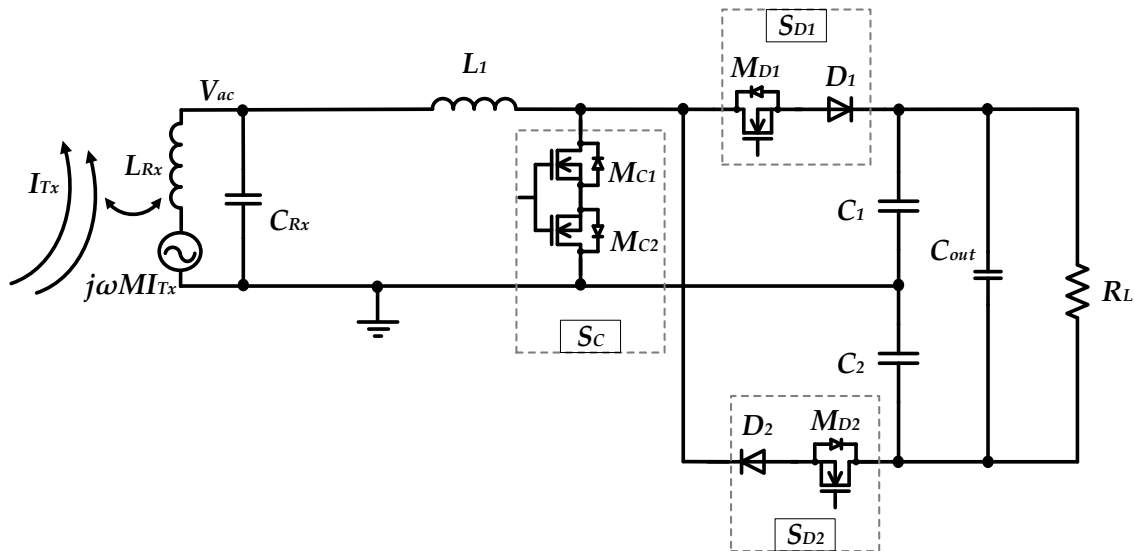 SD1
MD1
D1
L1
Vac
LRx
ITx
CRx
MC1
MC2
jωMITx
SC
C1
Cout
RL
C2
D2
MD2
SD2